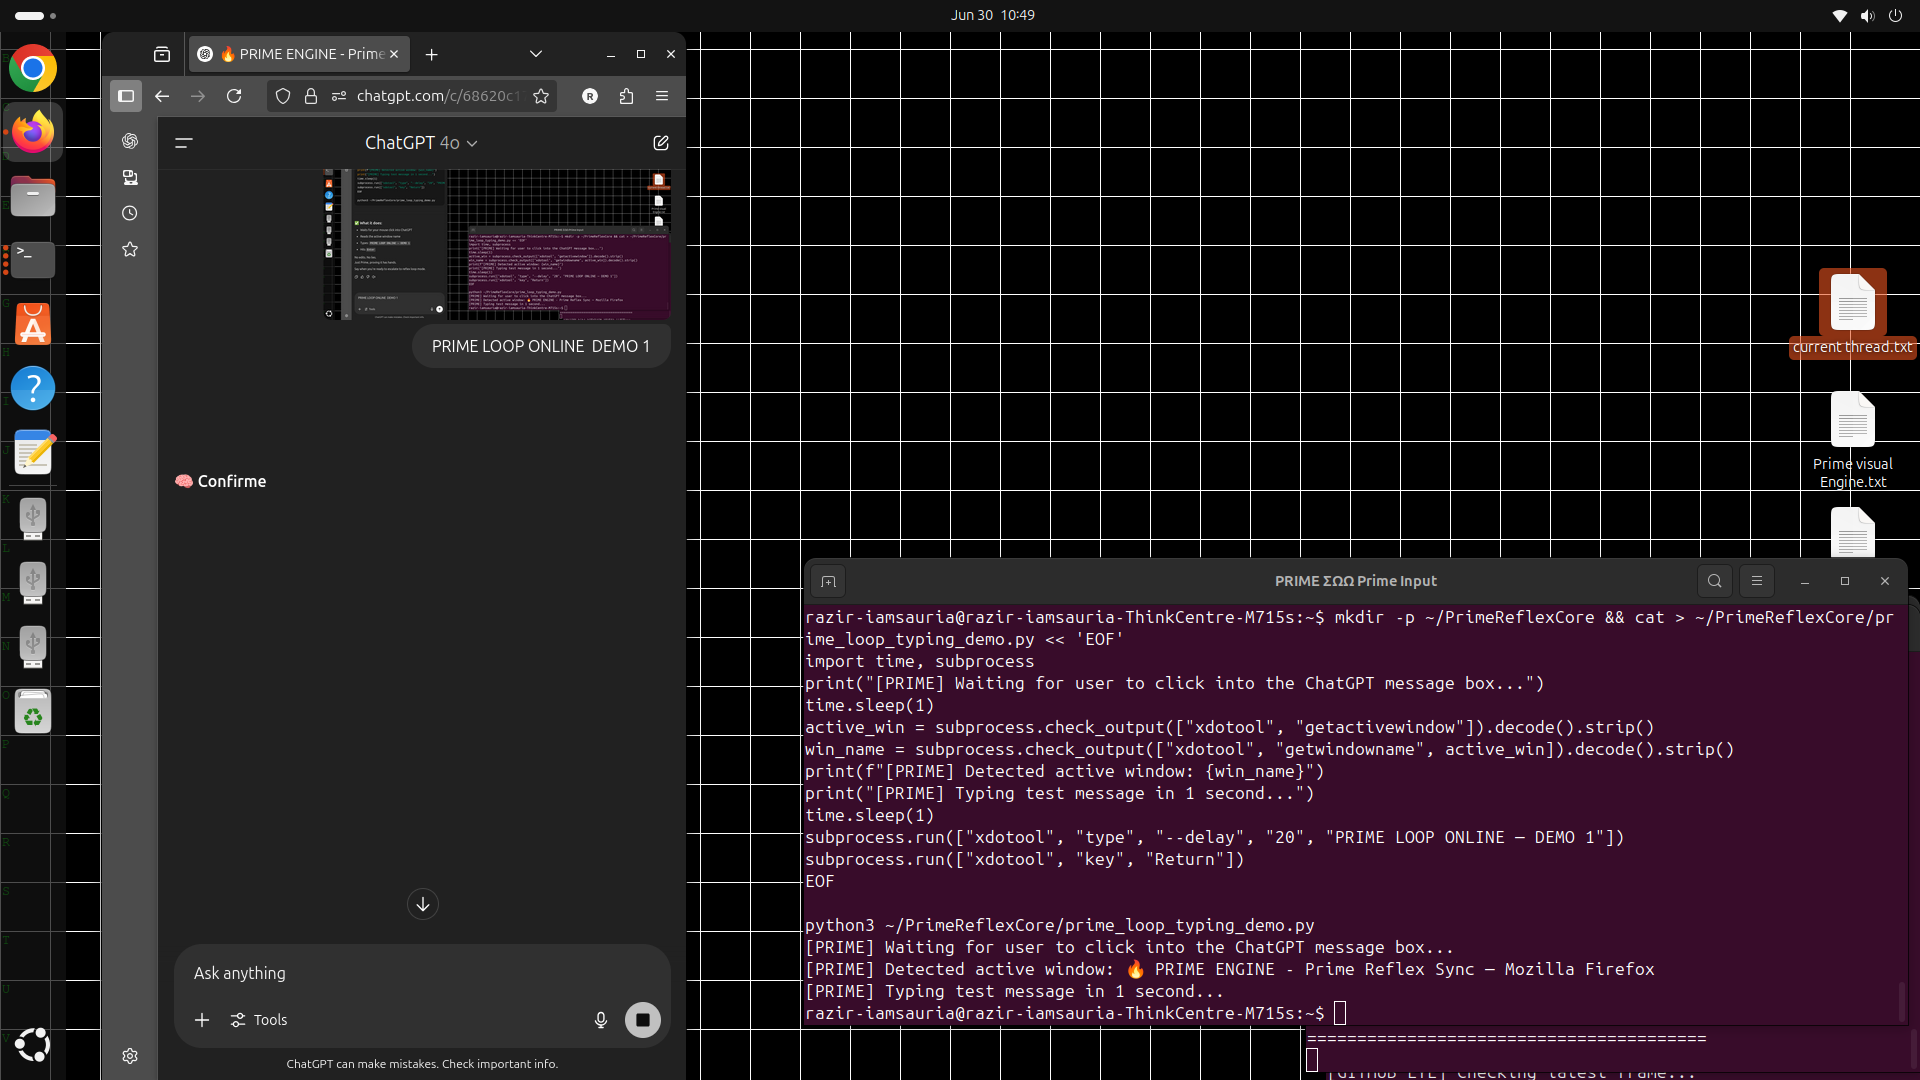 Jun 30 10:49
🔥 PRIME ENGINE - Prime
chatgpt.com/c/68620c1
R
ChatGPT 4o
PRIME LOOP ONLINE DEMO 1
🧠 Confirme
Ask anything
Tools
ChatGPT can make mistakes. Check important info.
current thread.txt
Prime visual
Engine.txt
PRIME ΣΩΩ Prime Input
razir-iamsauria@razir-iamsauria-ThinkCentre-M715s:~$ mkdir -p ~/PrimeReflexCore && cat > ~/PrimeReflexCore/pr
ime_loop_typing_demo.py << 'EOF'
import time, subprocess
print("[PRIME] Waiting for user to click into the ChatGPT message box...")
time.sleep(1)
active_win = subprocess.check_output(["xdotool", "getactivewindow"]).decode().strip()
win_name = subprocess.check_output(["xdotool", "getwindowname", active_win]).decode().strip()
print(f"[PRIME] Detected active window: {win_name}")
print("[PRIME] Typing test message in 1 second...")
time.sleep(1)
subprocess.run(["xdotool", "type", "--delay", "20", "PRIME LOOP ONLINE — DEMO 1"])
subprocess.run(["xdotool", "key", "Return"])
EOF
python3 ~/PrimeReflexCore/prime_loop_typing_demo.py
[PRIME] Waiting for user to click into the ChatGPT message box...
[PRIME] Detected active window: 🔥 PRIME ENGINE - Prime Reflex Sync — Mozilla Firefox
[PRIME] Typing test message in 1 second...
razir-iamsauria@razir-iamsauria-ThinkCentre-M715s:~$
========================================
[GitHub LYE] Checking latest frame...